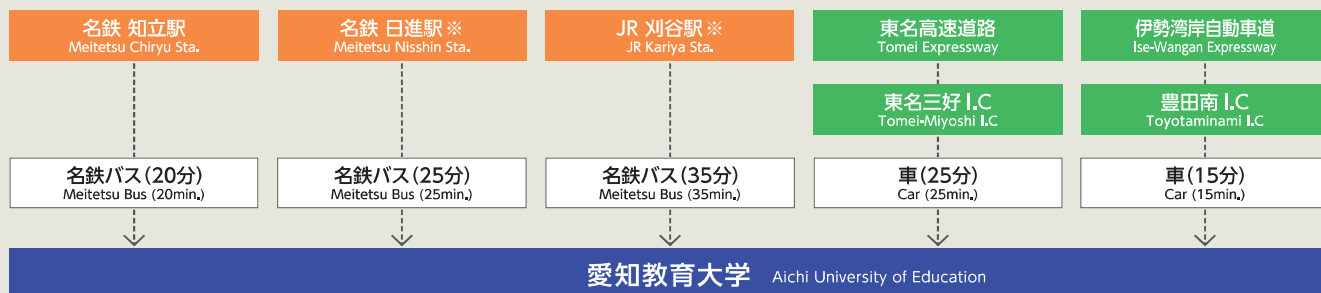 名鉄 知立駅
Meitetsu Chiryu Sta.
名鉄 日進駅※
Meitetsu Nisshin Sta.
JR 刈谷駅※
JR Kariya Sta.
東名高速道路
Tomei Expressway
伊勢湾岸自動車道
Ise-Wangan Expressway
東名三好 I.C
Tomei-Miyoshi I.C
豊田南 I.C
Toyotaminami I.C
名鉄バス(20分)
Meitetsu Bus (20min.)
名鉄バス(25分)
Meitetsu Bus (25min.)
名鉄バス(35分)
Meitetsu Bus (35min.)
車(25分)
Car (25min.)
車(15分)
Car (15min.)
愛知教育大学 Aichi University of Education